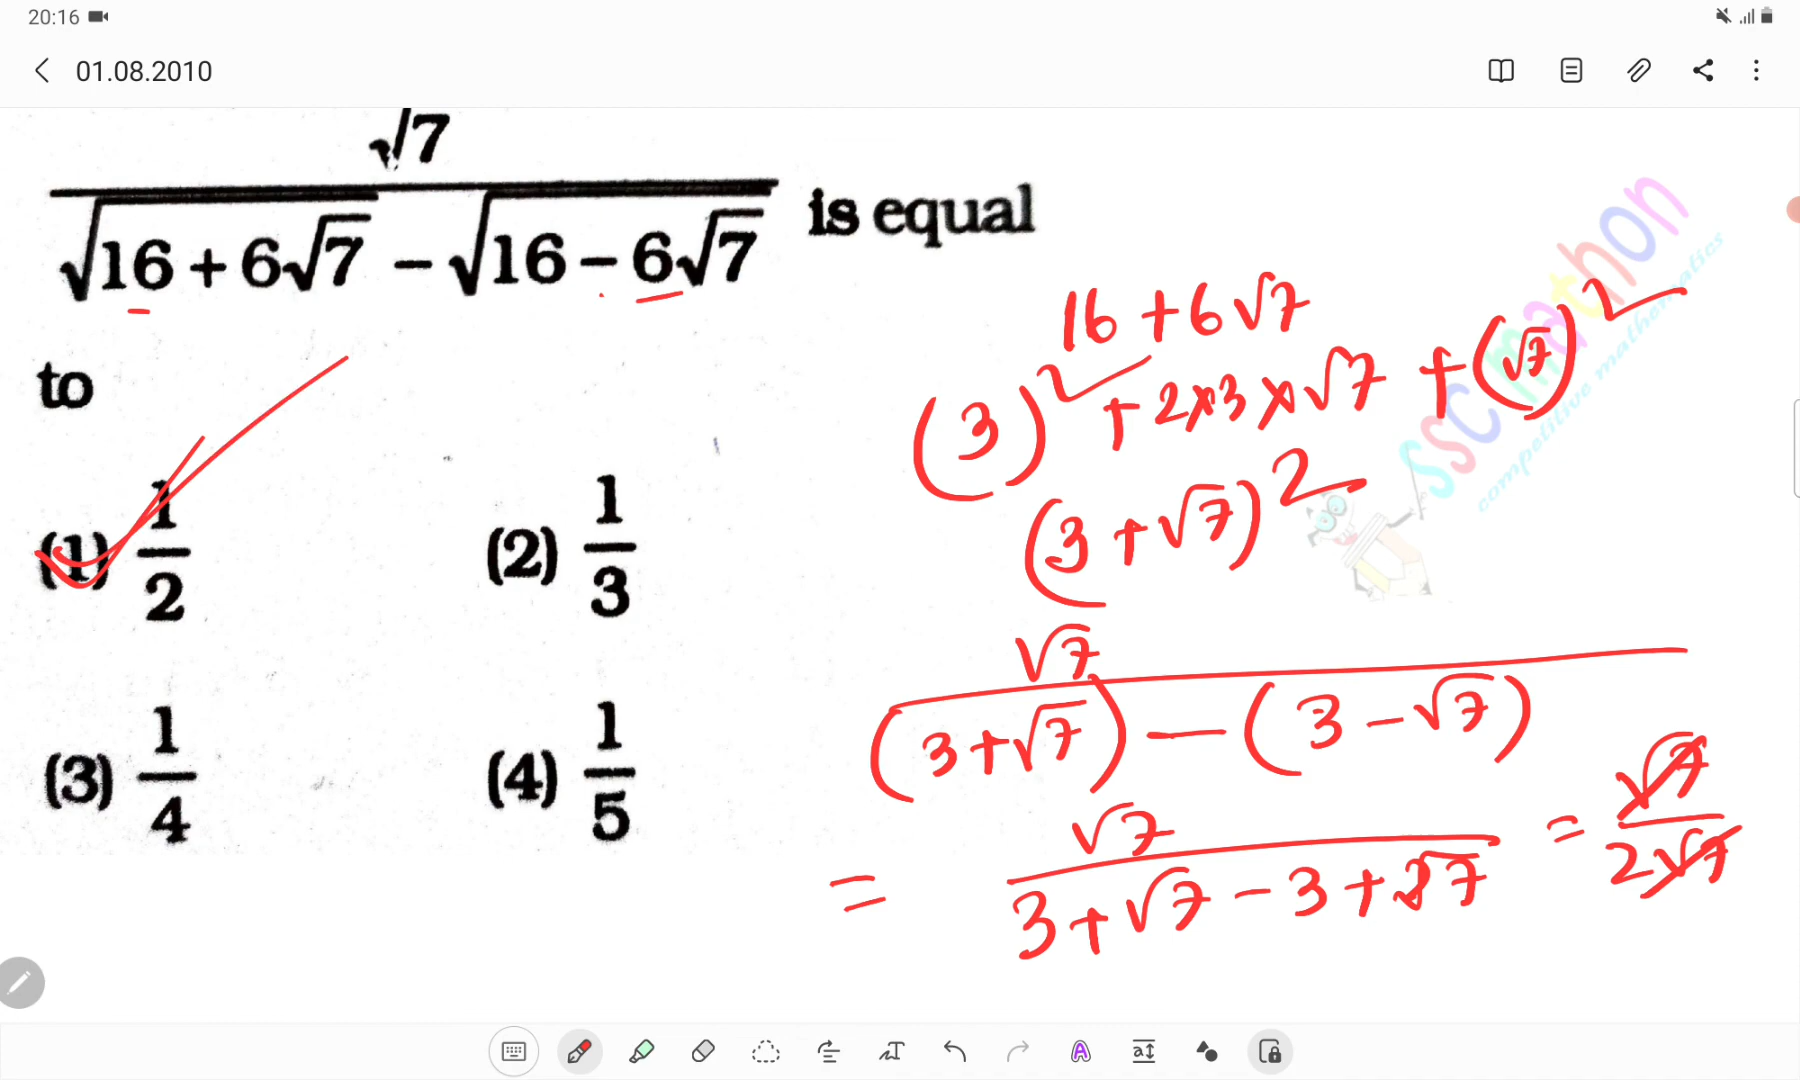 20:16
01.08.2010
√7
√16 + 6√7 − √16 − 6√7 is equal
to
(1) 1/2 (2) 1/3
(3) 1/4 (4) 1/5
16 + 6√7
(3)² + 2×3×√7 + (√7)²
(3 + √7)²
√7
(3+√7) − (3 − √7)
= √7 / 3+√7 − 3 + √7 = √7 / 2√7
SSC mathon
competitive mathematics